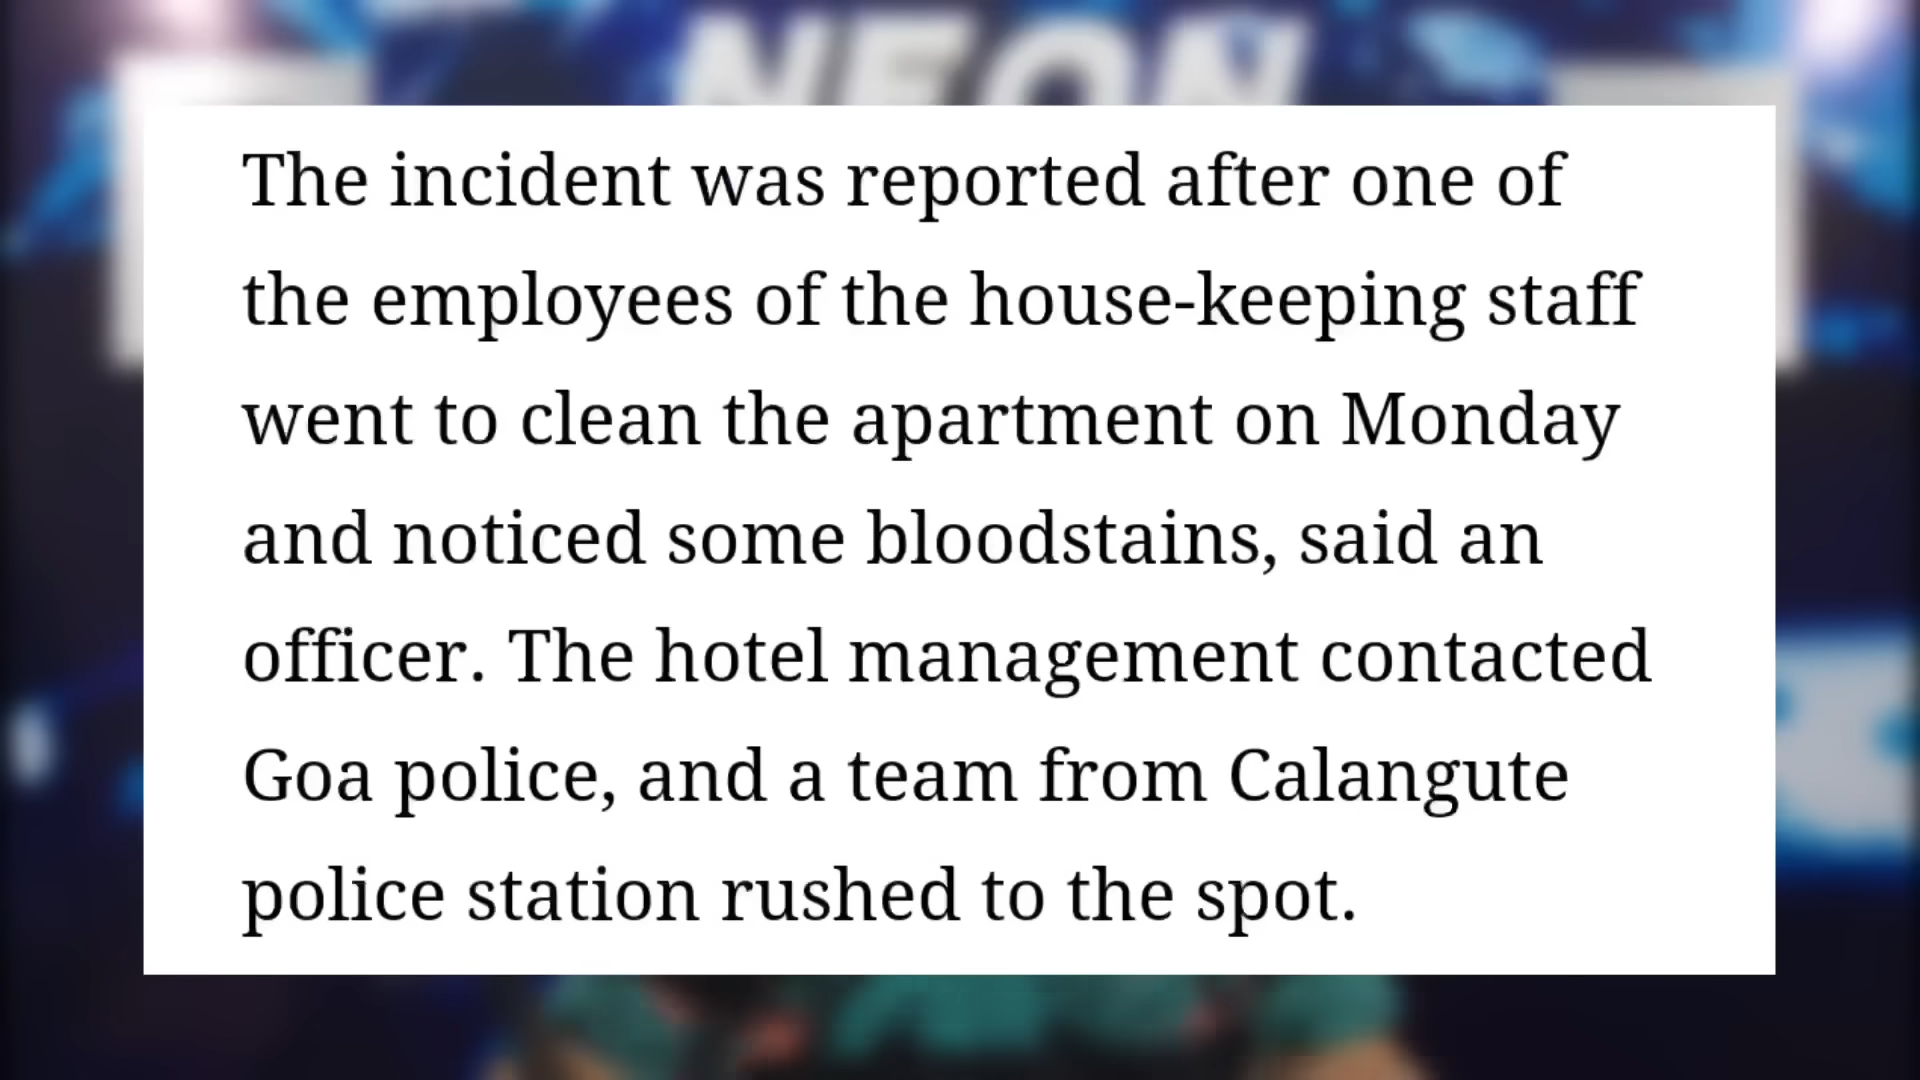 NEON
The incident was reported after one of
the employees of the house-keeping staff
went to clean the apartment on Monday
and noticed some bloodstains, said an
officer. The hotel management contacted
Goa police, and a team from Calangute
police station rushed to the spot.